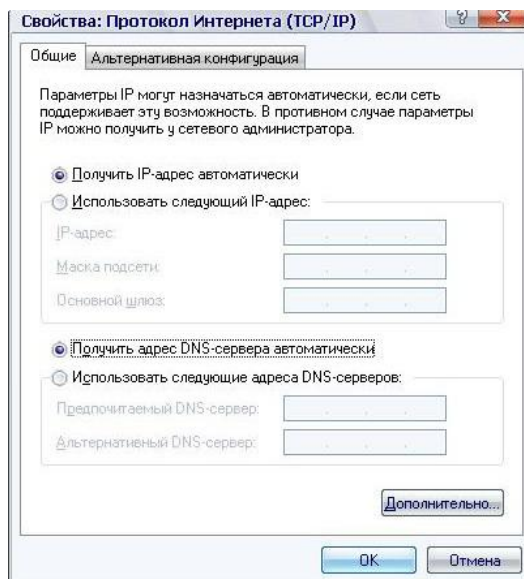 Свойства: Протокол Интернета (TCP/IP)
Общие
Альтернативная конфигурация
Параметры IP могут назначаться автоматически, если сеть
поддерживает эту возможность. В противном случае параметры
IP можно получить у сетевого администратора.
Получить IP-адрес автоматически
Использовать следующий IP-адрес:
IP-адрес:
Маска подсети:
Основной шлюз:
Получить адрес DNS-сервера автоматически
Использовать следующие адреса DNS-серверов:
Предпочитаемый DNS-сервер:
Альтернативный DNS-сервер:
Дополнительно...
OK
Отмена